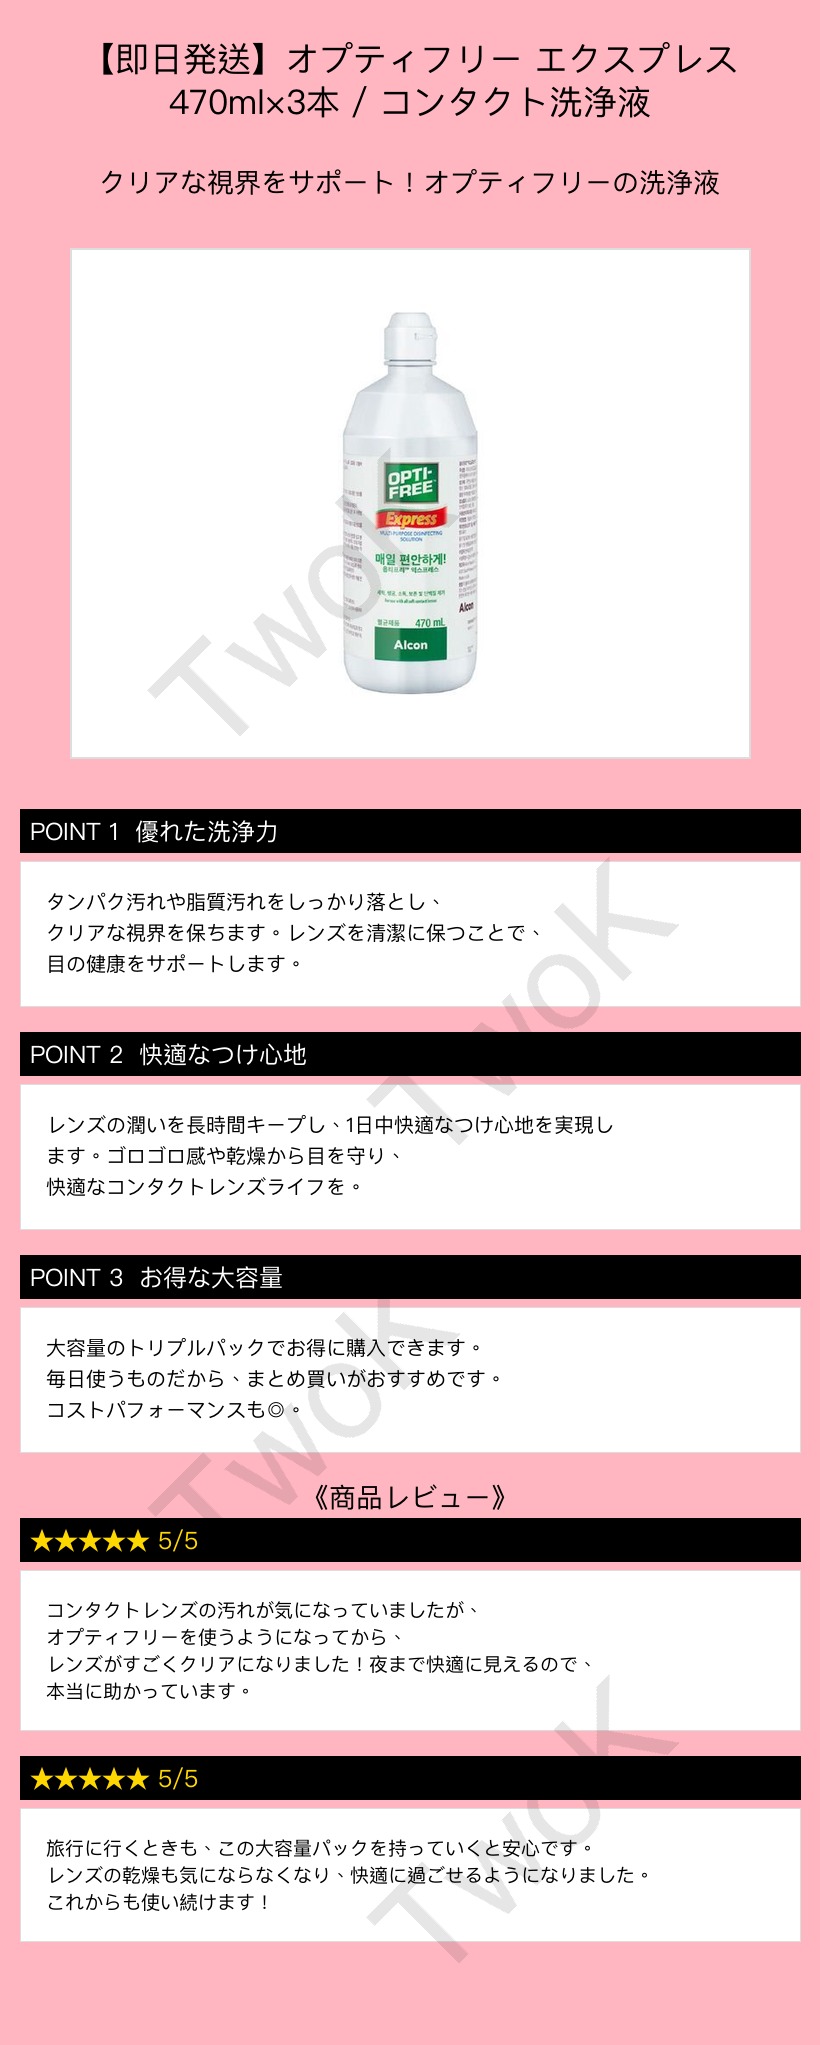 【即日発送】オプティフリー エクスプレス
470ml×3本 / コンタクト洗浄液
クリアな視界をサポート！オプティフリーの洗浄液
OPTI-
FREE™
Express
MULTI-PURPOSE DISINFECTING
SOLUTION
매일 편안하게!
옵티프리™ 익스프레스
멸균제품 470 mL
Alcon
Alcon
TwoK
POINT 1 優れた洗浄力
タンパク汚れや脂質汚れをしっかり落とし、
クリアな視界を保ちます。レンズを清潔に保つことで、
目の健康をサポートします。
TwoK
POINT 2 快適なつけ心地
レンズの潤いを長時間キープし、1日中快適なつけ心地を実現し
ます。ゴロゴロ感や乾燥から目を守り、
快適なコンタクトレンズライフを。
POINT 3 お得な大容量
大容量のトリプルパックでお得に購入できます。
毎日使うものだから、まとめ買いがおすすめです。
コストパフォーマンスも◎。
TwoK
《商品レビュー》
★★★★★ 5/5
コンタクトレンズの汚れが気になっていましたが、
オプティフリーを使うようになってから、
レンズがすごくクリアになりました！夜まで快適に見えるので、
本当に助かっています。
★★★★★ 5/5
旅行に行くときも、この大容量パックを持っていくと安心です。
レンズの乾燥も気にならなくなり、快適に過ごせるようになりました。
これからも使い続けます！
TwoK